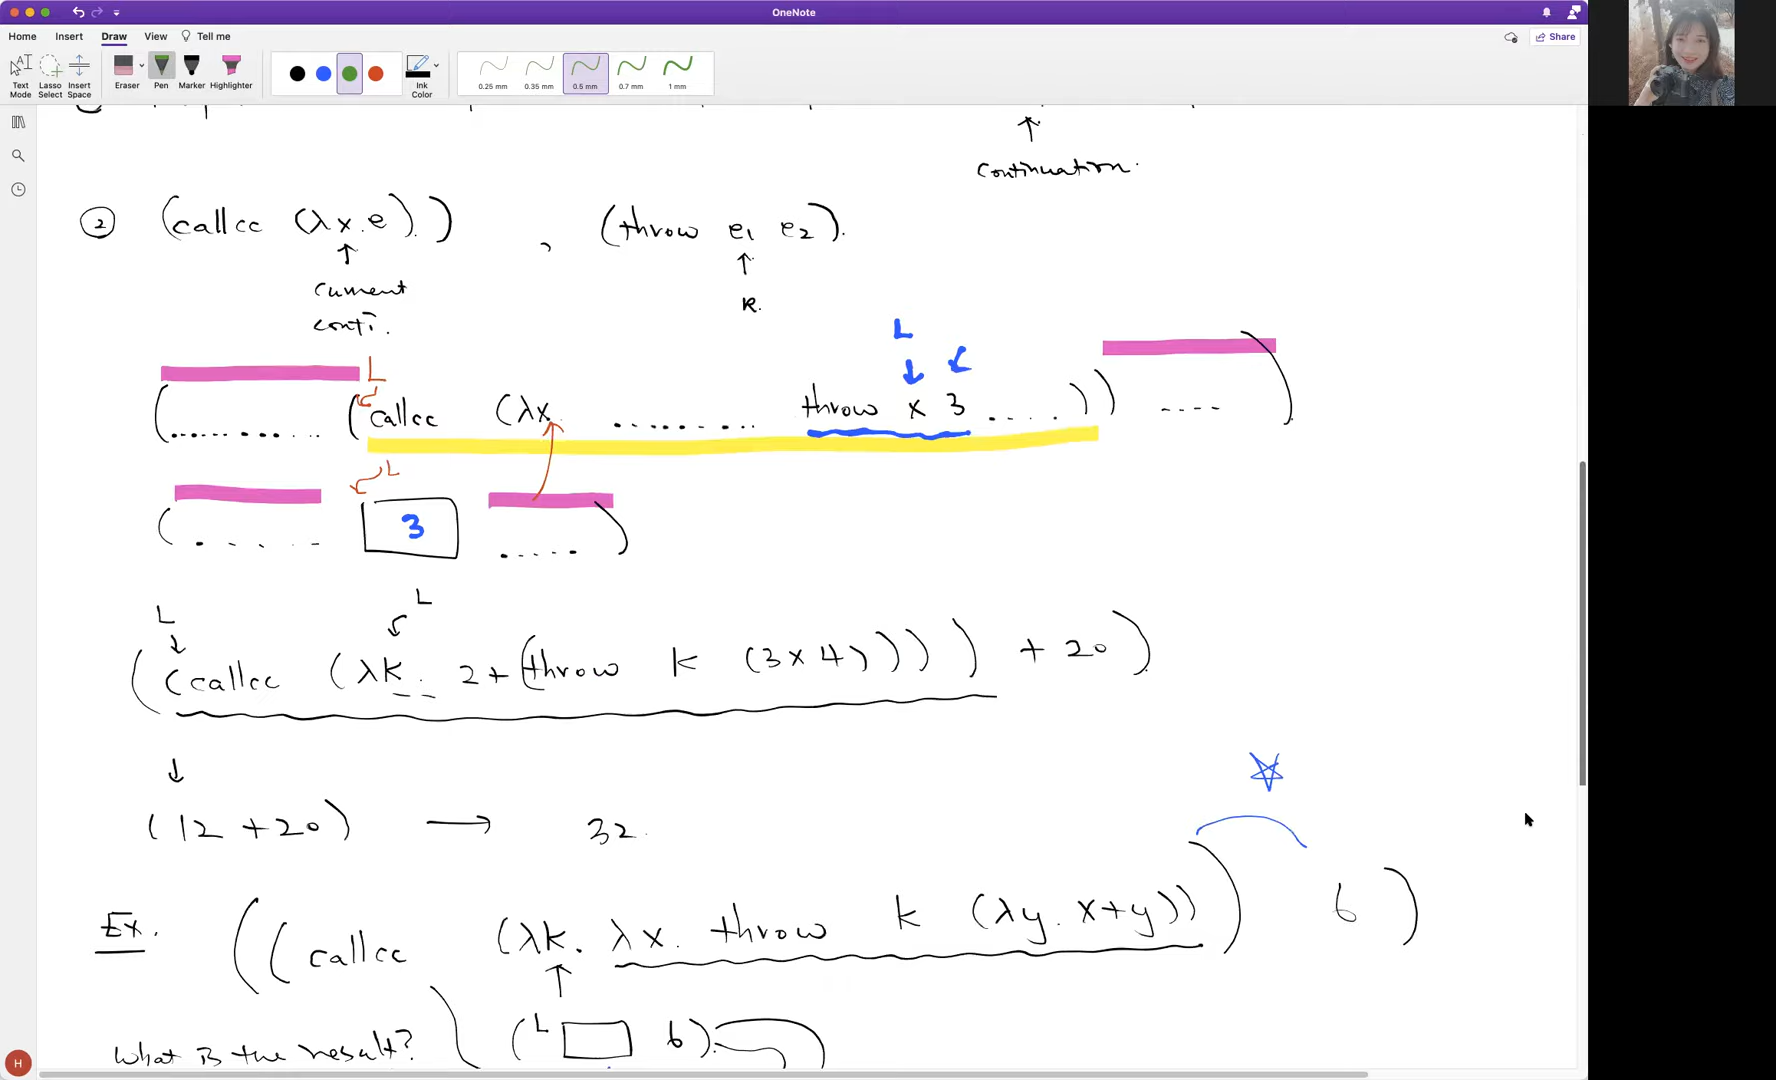 OneNote
Home Insert Draw View Tell me
Share
Text Mode
Lasso Select
Insert Space
Eraser
Pen
Marker
Highlighter
Ink Color
0.25 mm
0.35 mm
0.5 mm
0.7 mm
1 mm
continuation.
② (callcc (λx.e).) , (throw e₁ e₂).
current
conti.
k.
L
L
(......... (callcc (λx. ......... throw x 3 .....)) ....)
L
(..... 3 .....)
L
L
((callcc (λk. 2+(throw k (3×4)))) + 20)
(12 +20) → 32.
Ex. ((callcc (λk. λx. throw k (λy. x+y))) 6)
What is the result? (L 6).
H